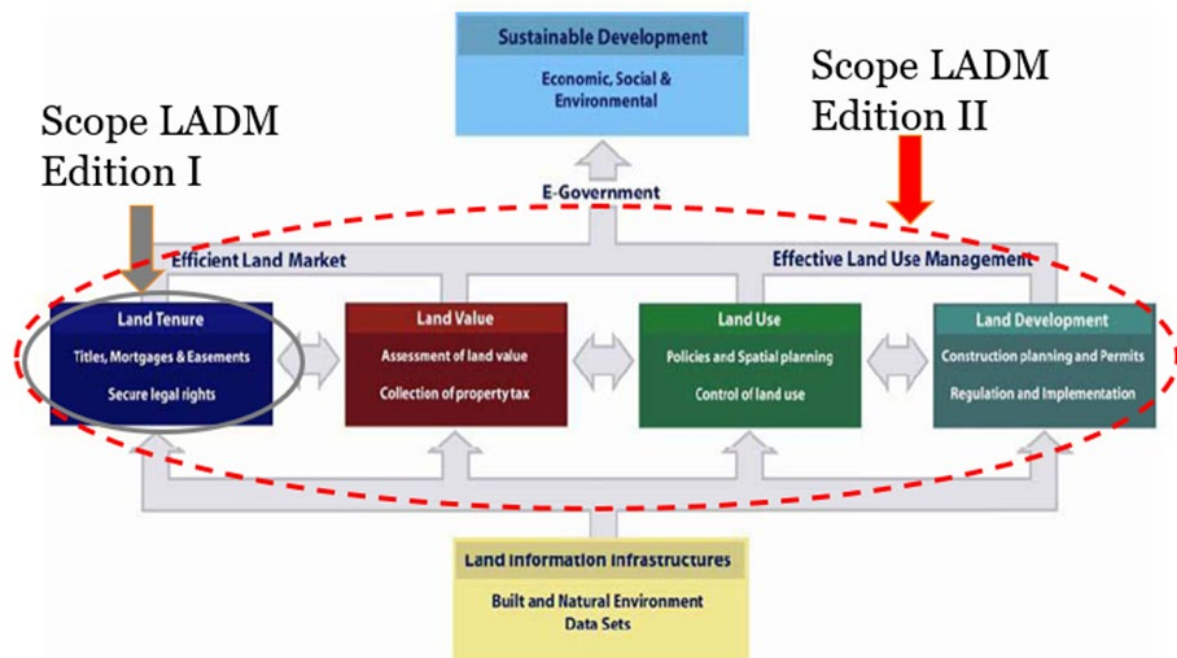 Sustainable Development
Economic, Social &
Environmental
Scope LADM
Edition I
Scope LADM
Edition II
E-Government
Efficient Land Market
Effective Land Use Management
Land Tenure
Titles, Mortgages & Easements
Secure legal rights
Land Value
Assessment of land value
Collection of property tax
Land Use
Policies and Spatial planning
Control of land use
Land Development
Construction planning and Permits
Regulation and Implementation
Land Information Infrastructures
Built and Natural Environment
Data Sets